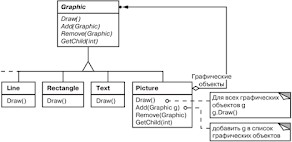 Graphic
Draw()
Add(Graphic)
Remove(Graphic)
GetChild(int)
Графические
объекты
Line
Draw()
Rectangle
Draw()
Text
Draw()
Picture
Draw()
Add(Graphic g)
Remove(Graphic)
GetChild(int)
Для всех графических
объектов g
g.Draw()
добавить g в список
графических объектов